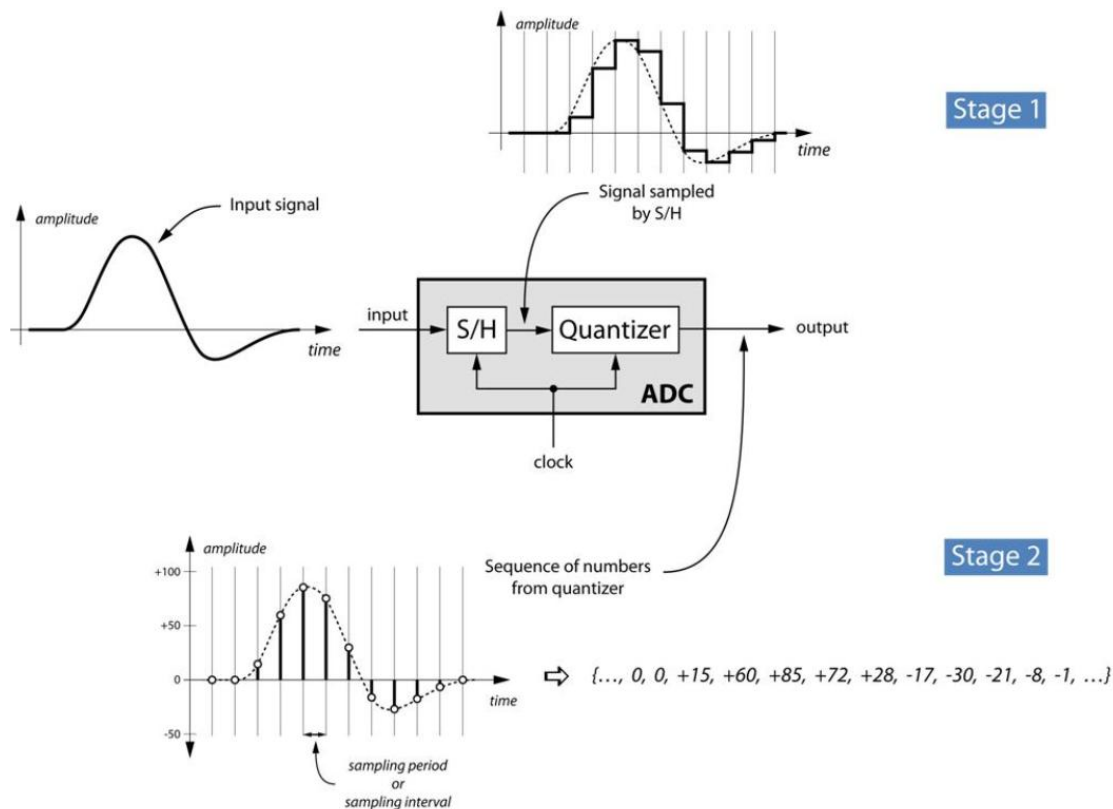 amplitude
time
Stage 1
Signal sampled
by S/H
amplitude
Input signal
time
input
S/H
Quantizer
output
ADC
clock
Stage 2
amplitude
+100
+50
0
-50
time
Sequence of numbers
from quantizer
{..., 0, 0, +15, +60, +85, +72, +28, -17, -30, -21, -8, -1, ...}
sampling period
or
sampling interval